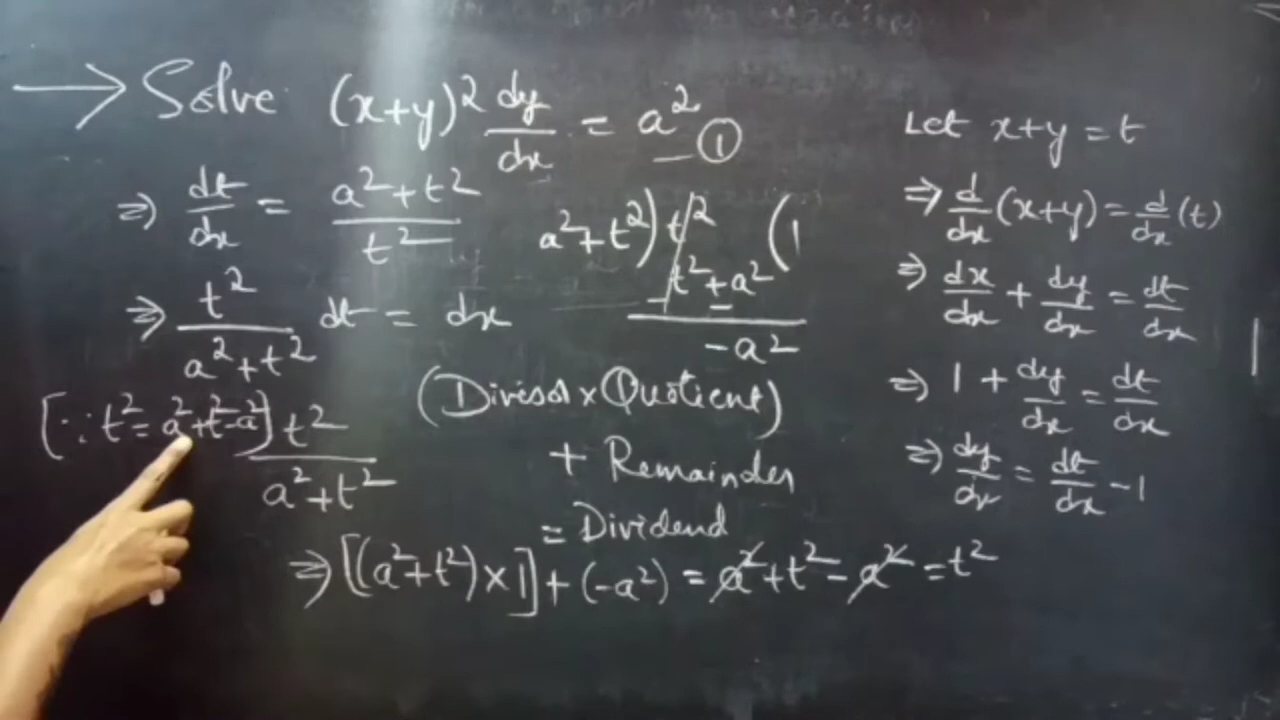 → Solve (x+y)² dy/dx = a² — ①
⇒ dt/dx = (a²+t²)/t²
⇒ t²/(a²+t²) dt = dx
[∵ t² = a²+t²-a²] t²/(a²+t²)
a²+t²) t² (1
t²+a²
- -
-a²
(Divisor × Quotient)
+ Remainder
= Dividend
⇒ [(a²+t²)×1] + (-a²) = a²+t²-a² = t²
Let x+y = t
⇒ d/dx (x+y) = d/dx (t)
⇒ dx/dx + dy/dx = dt/dx
⇒ 1 + dy/dx = dt/dx
⇒ dy/dx = dt/dx - 1